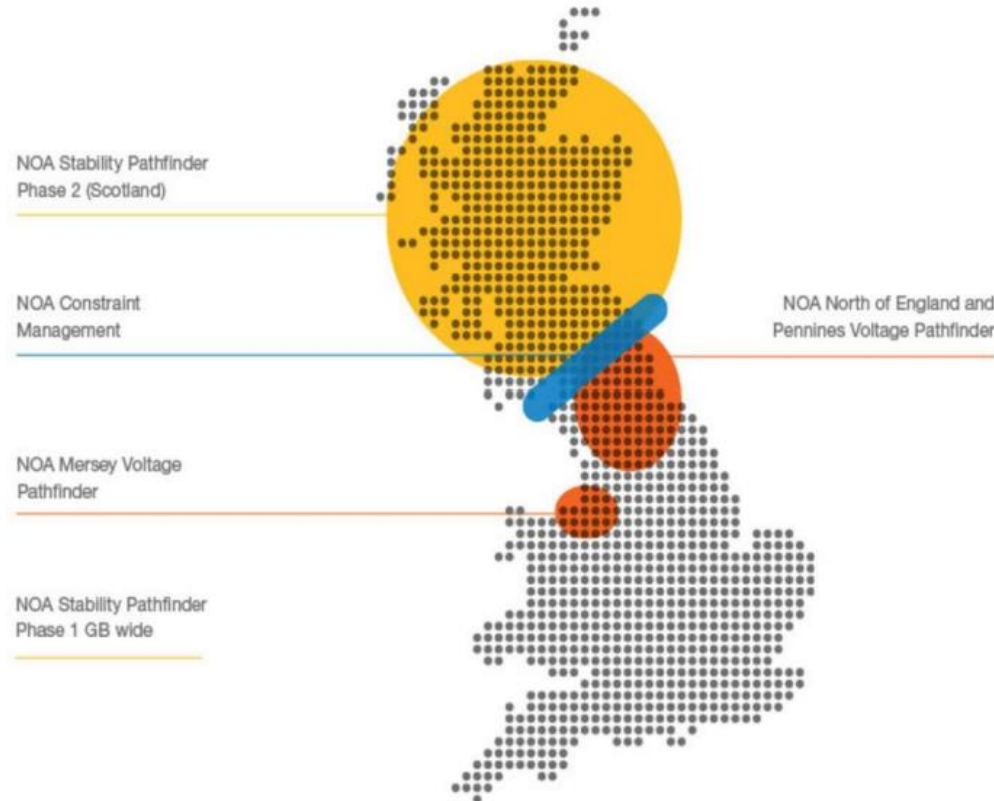 NOA Stability Pathfinder
Phase 2 (Scotland)
NOA Constraint
Management
NOA North of England and
Pennines Voltage Pathfinder
NOA Mersey Voltage
Pathfinder
NOA Stability Pathfinder
Phase 1 GB wide